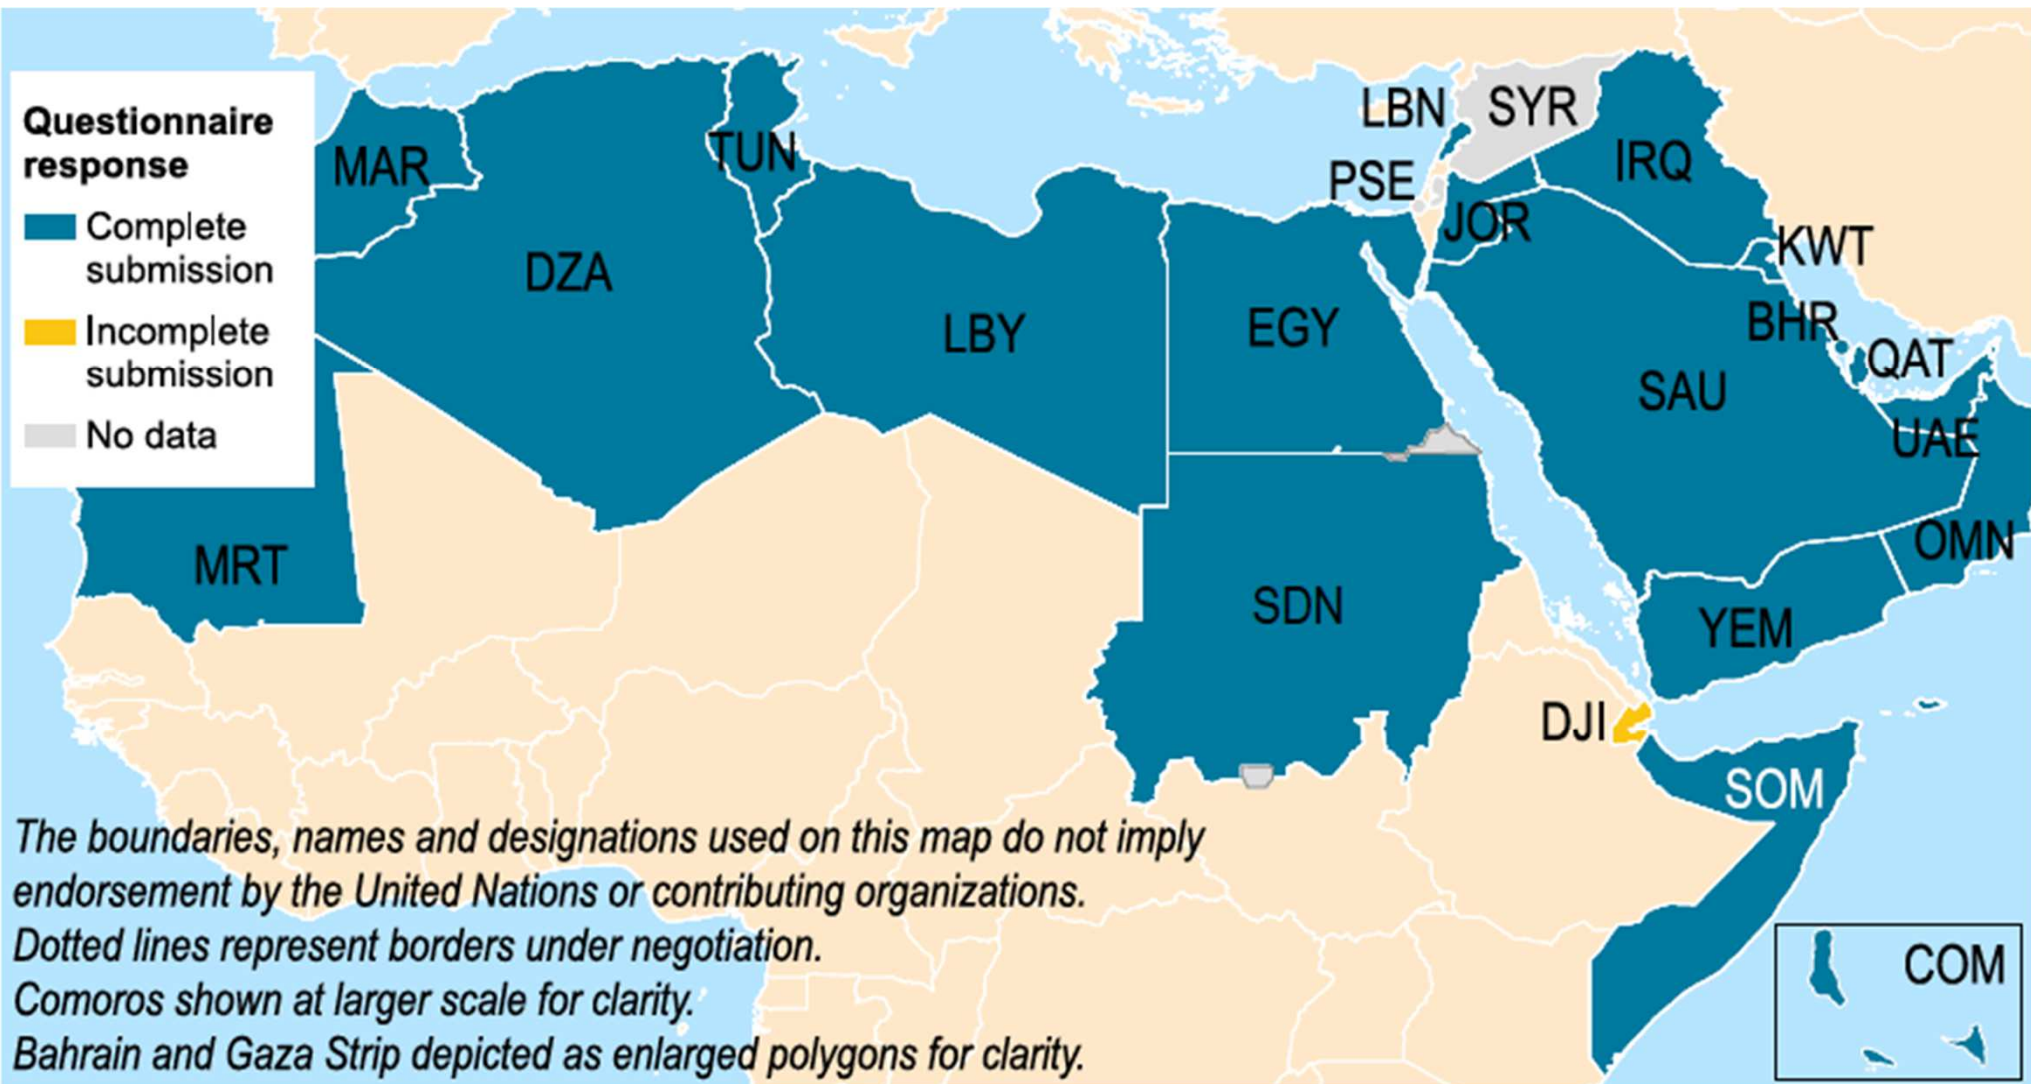 Questionnaire
response
Complete
submission
Incomplete
submission
No data
MAR
DZA
TUN
LBY
EGY
LBN
SYR
PSE
JOR
IRQ
KWT
BHR
QAT
SAU
UAE
OMN
YEM
MRT
SDN
DJI
SOM
COM
The boundaries, names and designations used on this map do not imply
endorsement by the United Nations or contributing organizations.
Dotted lines represent borders under negotiation.
Comoros shown at larger scale for clarity.
Bahrain and Gaza Strip depicted as enlarged polygons for clarity.